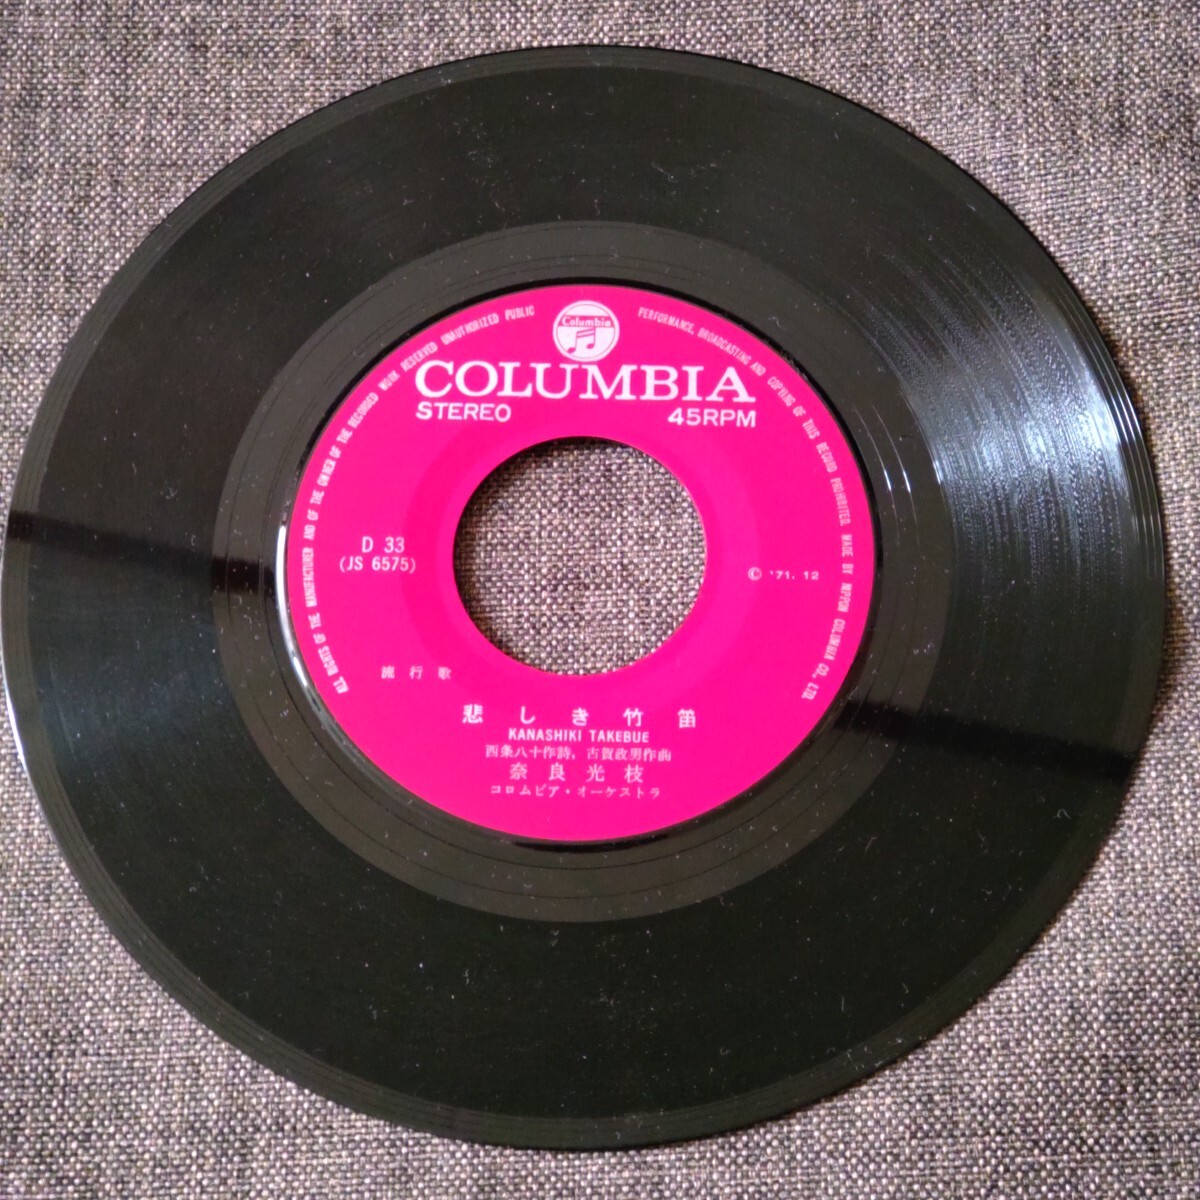 ALL RIGHTS OF THE MANUFACTURER AND OF THE OWNER OF THE RECORDED WORK RESERVED UNAUTHORIZED PUBLIC PERFORMANCE, BROADCASTING AND COPYING OF THIS RECORD PROHIBITED. MADE BY NIPPON COLUMBIA CO., LTD.
Columbia
COLUMBIA
STEREO 45RPM
D 33
(JS 6575)
© '71. 12
流行歌
悲しき竹笛
KANASHIKI TAKEBUE
西条八十作詩, 古賀政男作曲
奈良光枝
コロムビア・オーケストラ